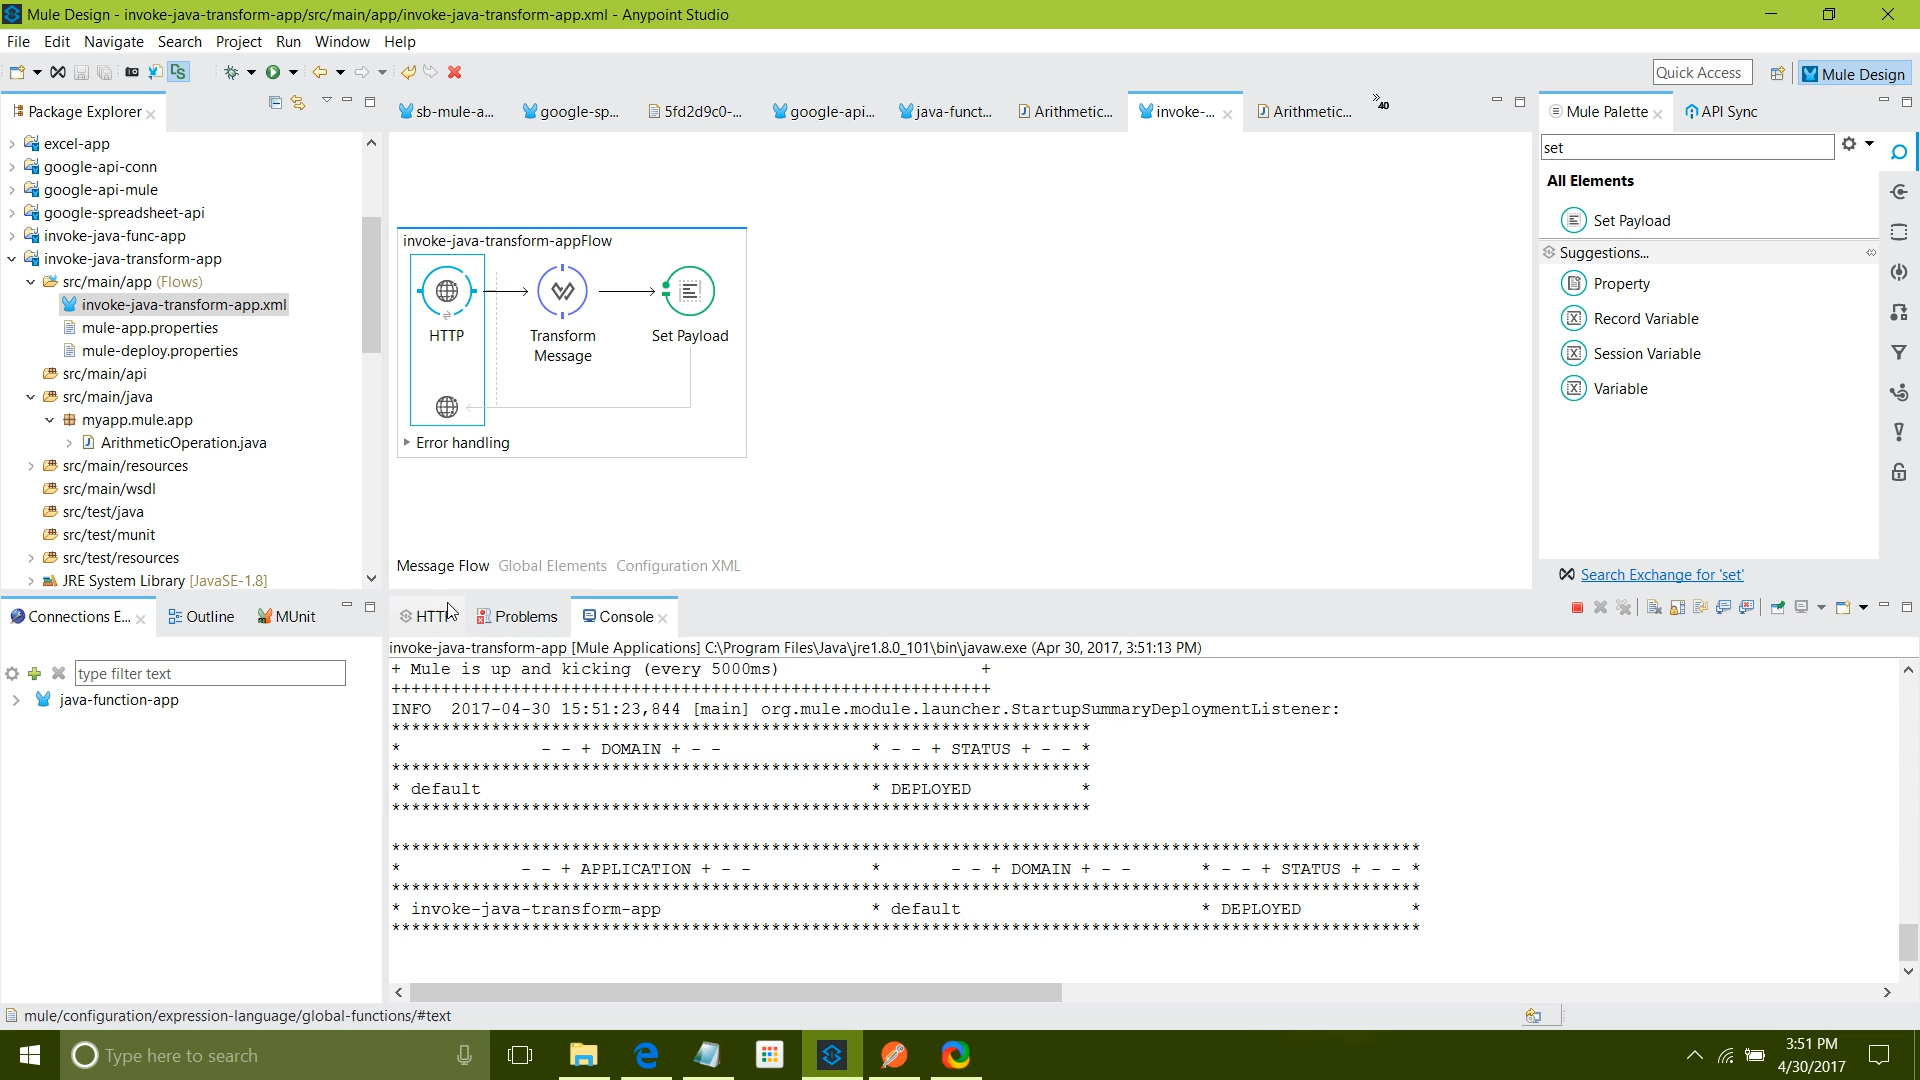 Mule Design - invoke-java-transform-app/src/main/app/invoke-java-transform-app.xml - Anypoint Studio
File Edit Navigate Search Project Run Window Help
Quick Access
Mule Design
Package Explorer
sb-mule-a...
google-sp...
5fd2d9c0-...
google-api...
java-funct...
Arithmetic...
invoke-...
Arithmetic...
40
Mule Palette
API Sync
excel-app
google-api-conn
google-api-mule
google-spreadsheet-api
invoke-java-func-app
invoke-java-transform-app
src/main/app (Flows)
invoke-java-transform-app.xml
mule-app.properties
mule-deploy.properties
src/main/api
src/main/java
myapp.mule.app
ArithmeticOperation.java
src/main/resources
src/main/wsdl
src/test/java
src/test/munit
src/test/resources
JRE System Library [JavaSE-1.8]
invoke-java-transform-appFlow
HTTP
Transform
Message
Set Payload
Error handling
Message Flow Global Elements Configuration XML
set
All Elements
Set Payload
Suggestions...
Property
Record Variable
Session Variable
Variable
Search Exchange for 'set'
Connections E...
Outline
MUnit
type filter text
java-function-app
HTTP
Problems
Console
invoke-java-transform-app [Mule Applications] C:\Program Files\Java\jre1.8.0_101\bin\javaw.exe (Apr 30, 2017, 3:51:13 PM)
+ Mule is up and kicking (every 5000ms) +
++++++++++++++++++++++++++++++++++++++++++++++++++++++++++++
INFO 2017-04-30 15:51:23,844 [main] org.mule.module.launcher.StartupSummaryDeploymentListener:
**********************************************************************
* - - + DOMAIN + - - * - - + STATUS + - - *
**********************************************************************
* default * DEPLOYED *
**********************************************************************
*******************************************************************************************************
* - - + APPLICATION + - - * - - + DOMAIN + - - * - - + STATUS + - - *
*******************************************************************************************************
* invoke-java-transform-app * default * DEPLOYED *
*******************************************************************************************************
mule/configuration/expression-language/global-functions/#text
Type here to search
3:51 PM
4/30/2017